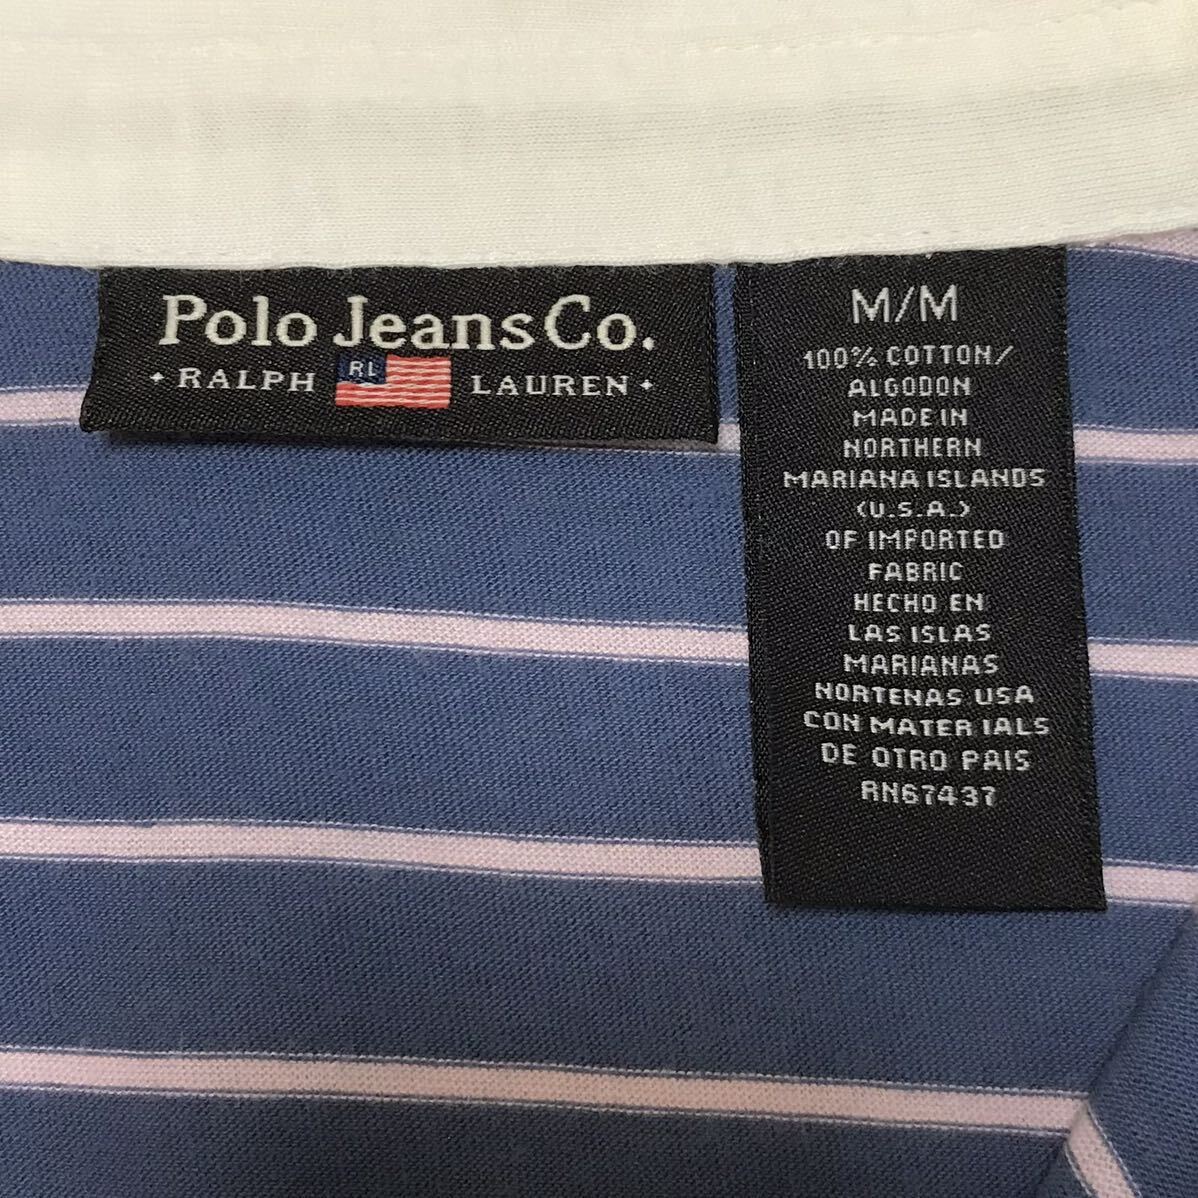 Polo Jeans Co.
• RALPH RL LAUREN •
M/M
100% COTTON/
ALGODON
MADE IN
NORTHERN
MARIANA ISLANDS
(U.S.A.)
OF IMPORTED
FABRIC
HECHO EN
LAS ISLAS
MARIANAS
NORTENAS USA
CON MATERIALS
DE OTRO PAIS
RN67437